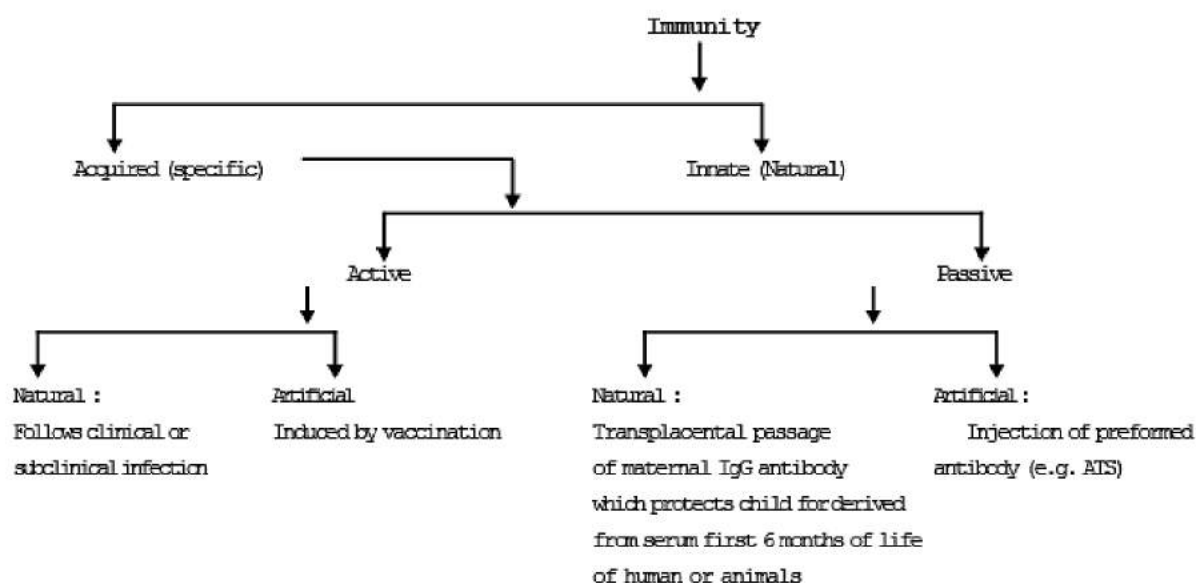 Immunity
Acquired (specific)
Innate (Natural)
Active
Passive
Natural :
Follows clinical or
subclinical infection
Artificial
Induced by vaccination
Natural :
Transplacental passage
of maternal IgG antibody
which protects child for derived
from serum first 6 months of life
of human or animals
Artificial :
Injection of preformed
antibody (e.g. ATS)